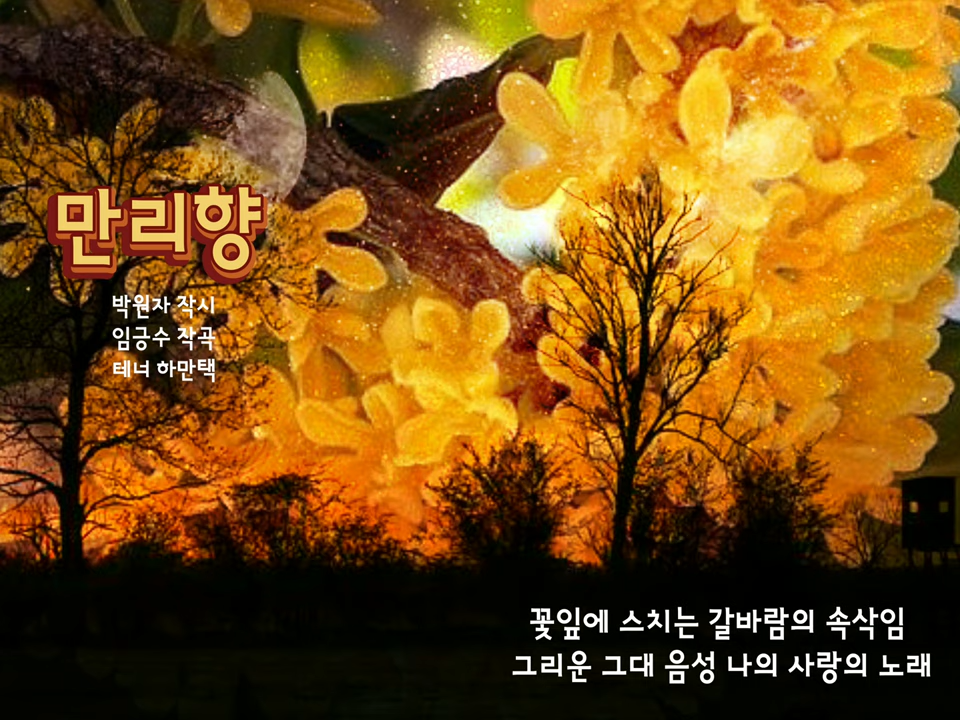 만리향
박원자 작시
임긍수 작곡
테너 하만택
꽃잎에 스치는 갈바람의 속삭임
그리운 그대 음성 나의 사랑의 노래